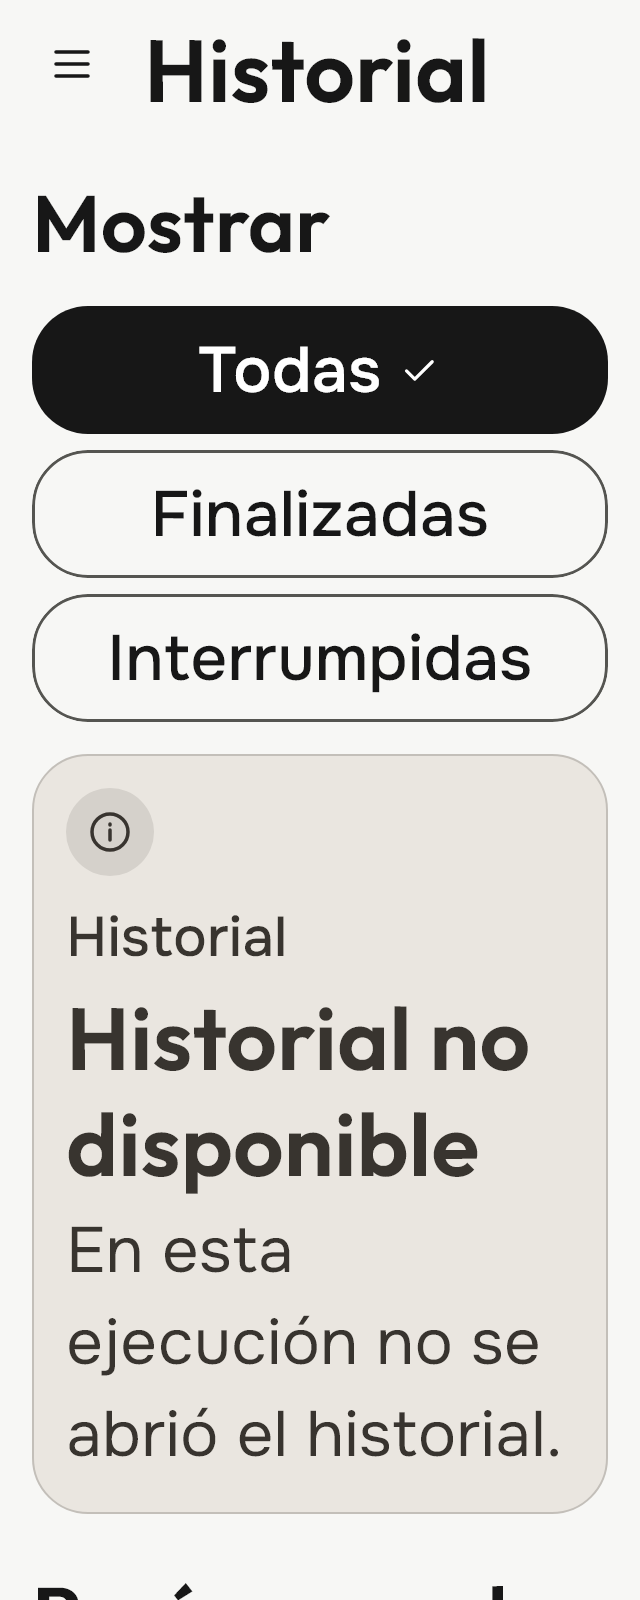 Historial
Mostrar
Todas
Finalizadas
Interrumpidas
Historial
Historial no
disponible
En esta
ejecución no se
abrió el historial.